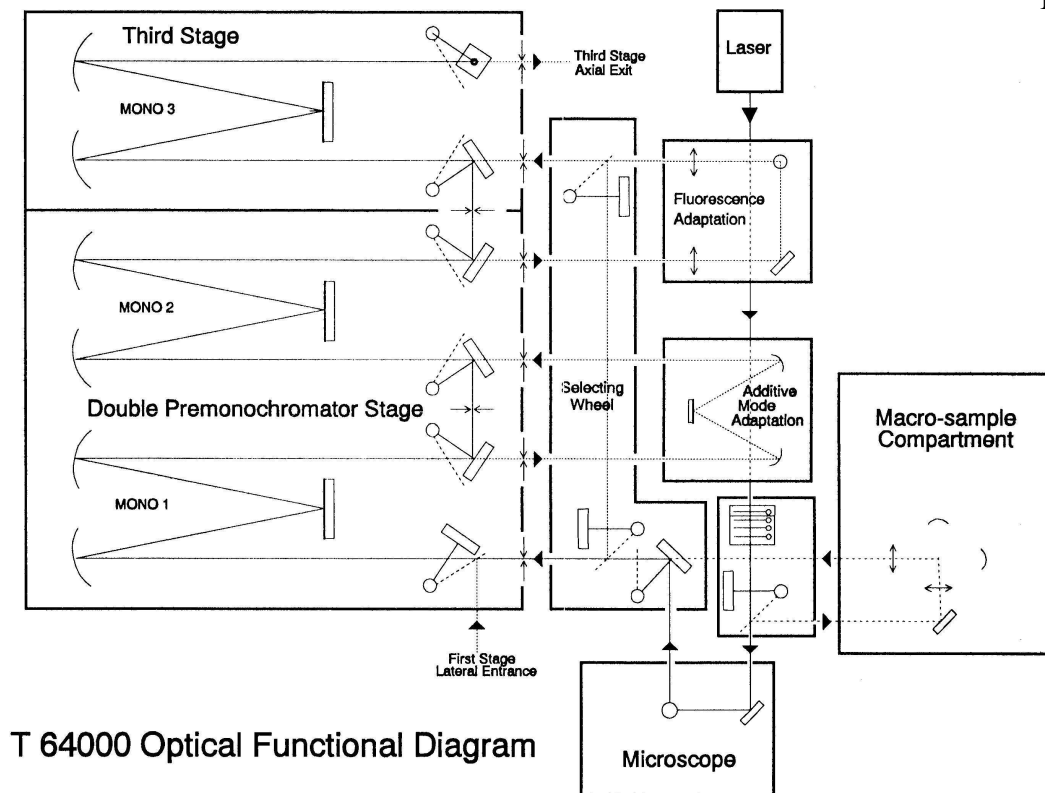 Third Stage
MONO 3
Third Stage
Axial Exit
Laser
Fluorescence
Adaptation
MONO 2
Double Premonochromator Stage
Selecting
Wheel
Additive
Mode
Adaptation
Macro-sample
Compartment
MONO 1
First Stage
Lateral Entrance
T 64000 Optical Functional Diagram
Microscope